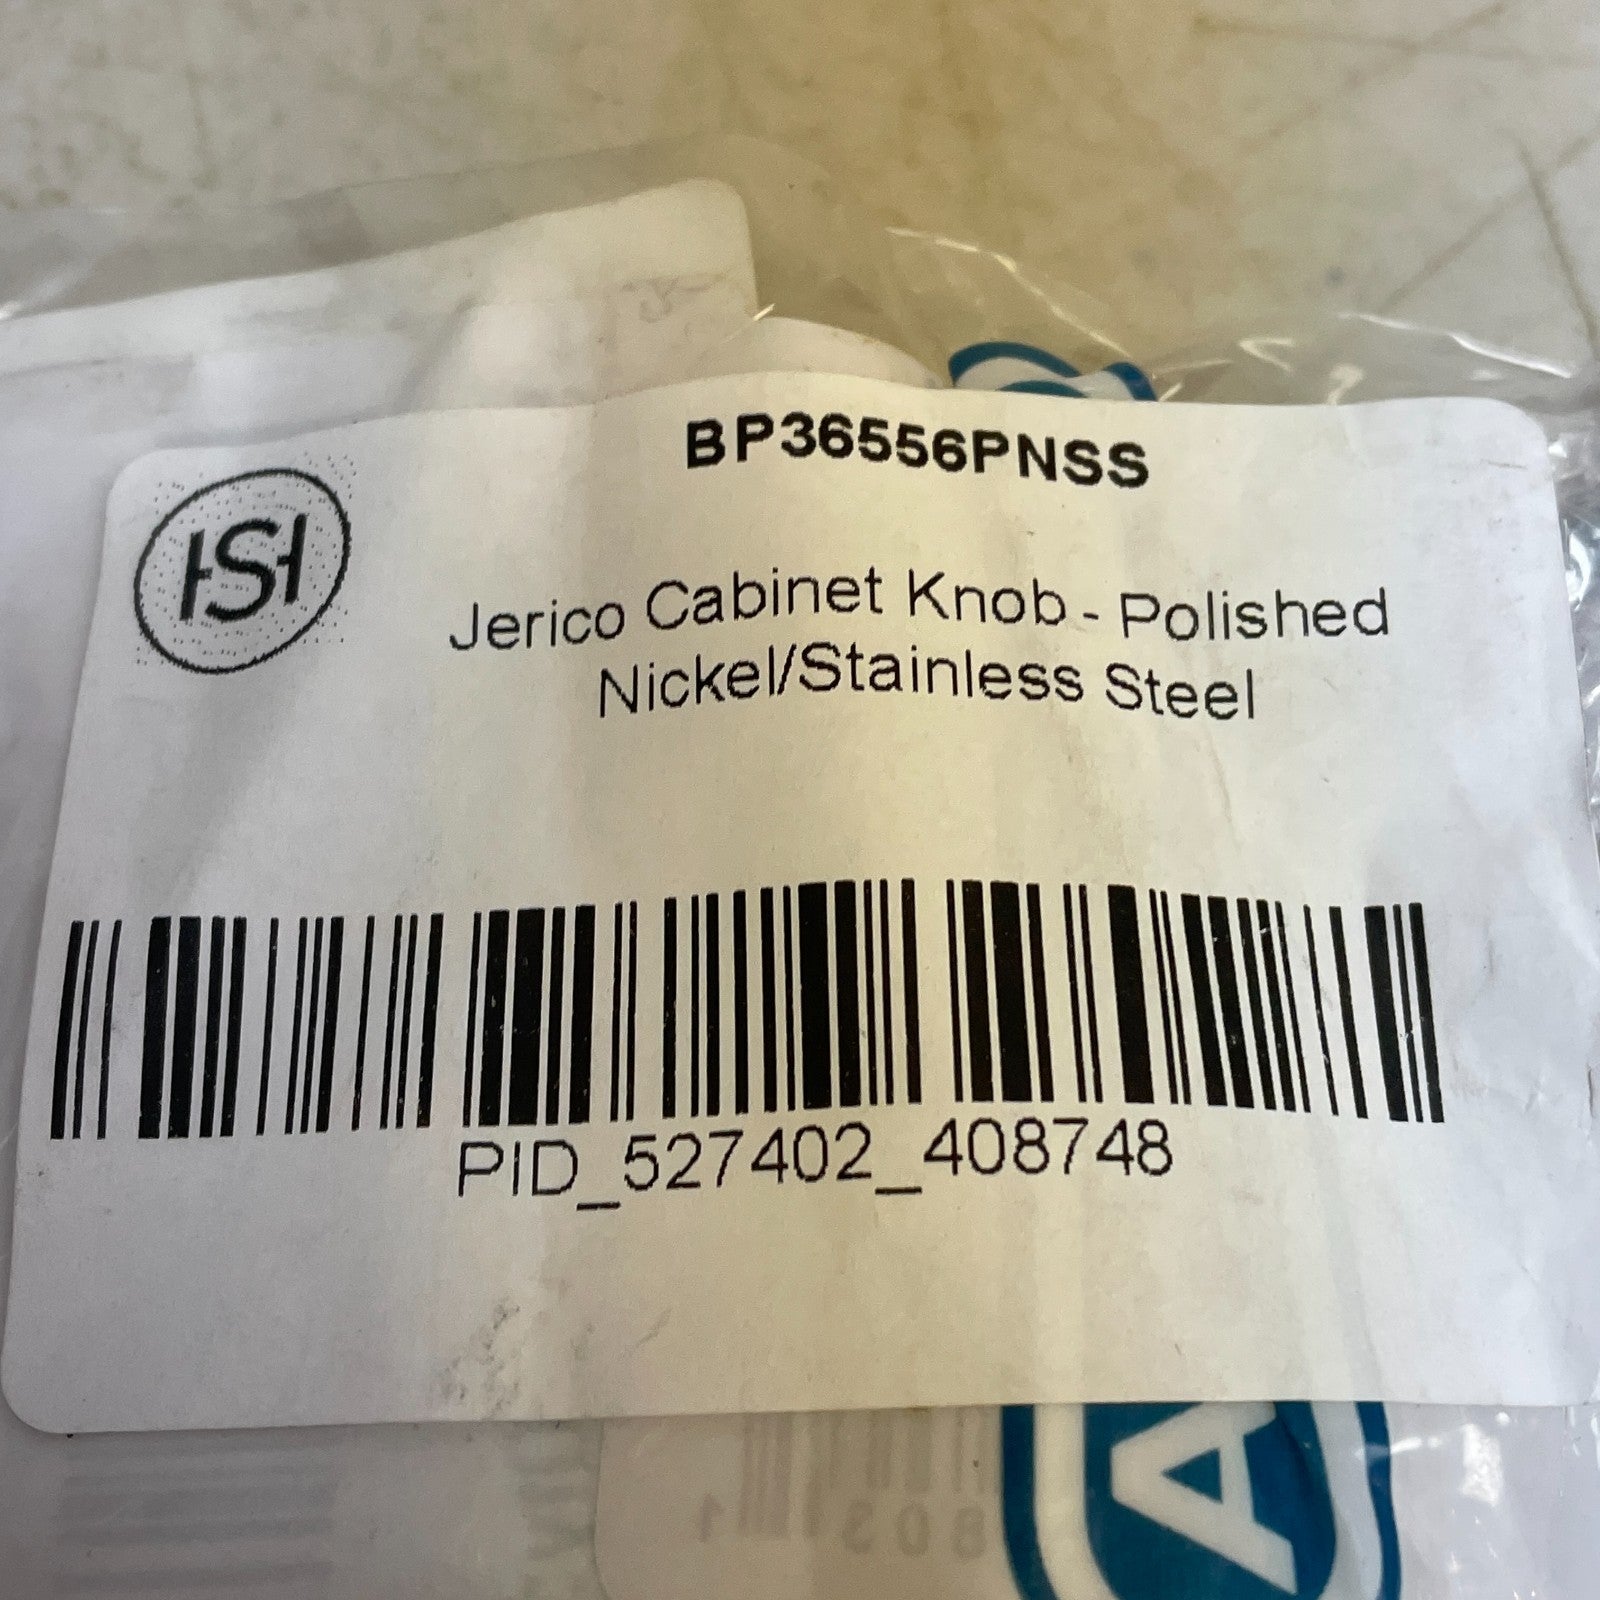 BP36556PNSS
HSH
Jerico Cabinet Knob - Polished
Nickel/Stainless Steel
PID_527402_408748
A